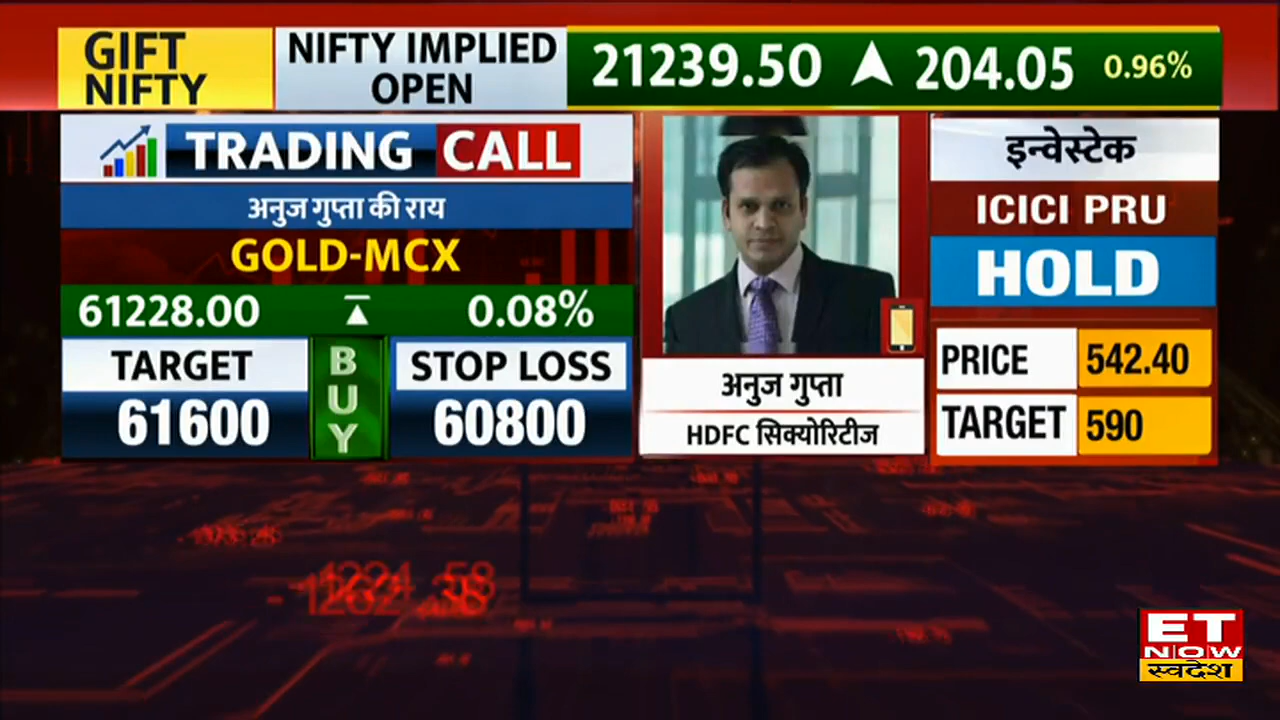 GIFT
NIFTY
NIFTY IMPLIED
OPEN
21239.50 ▲ 204.05 0.96%
TRADING CALL
अनुज गुप्ता की राय
GOLD-MCX
61228.00 ▲ 0.08%
TARGET
61600
BUY
STOP LOSS
60800
अनुज गुप्ता
HDFC सिक्योरिटीज
इन्वेस्टेक
ICICI PRU
HOLD
PRICE 542.40
TARGET 590
ET
NOW
स्वदेश